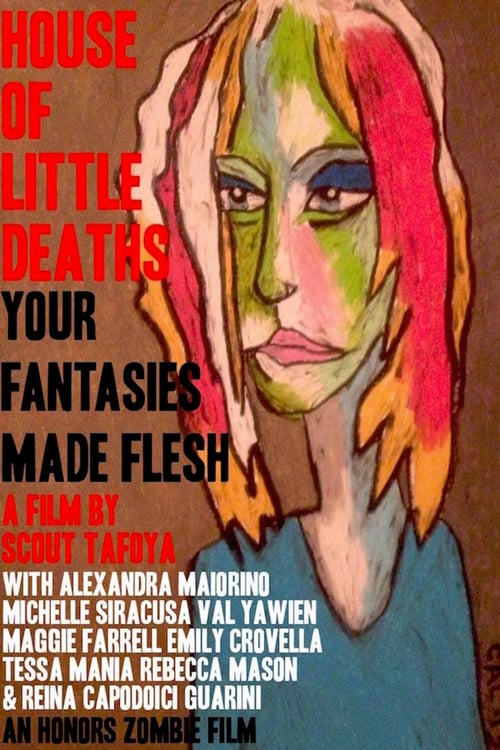 HOUSE
OF
LITTLE
DEATHS
YOUR
FANTASIES
MADE FLESH
A FILM BY
SCOUT TAFOYA
WITH ALEXANDRA MAIORINO
MICHELLE SIRACUSA VAL YAWIEN
MAGGIE FARRELL EMILY CROVELLA
TESSA MANIA REBECCA MASON
& REINA CAPODOICI GUARINI
AN HONORS ZOMBIE FILM